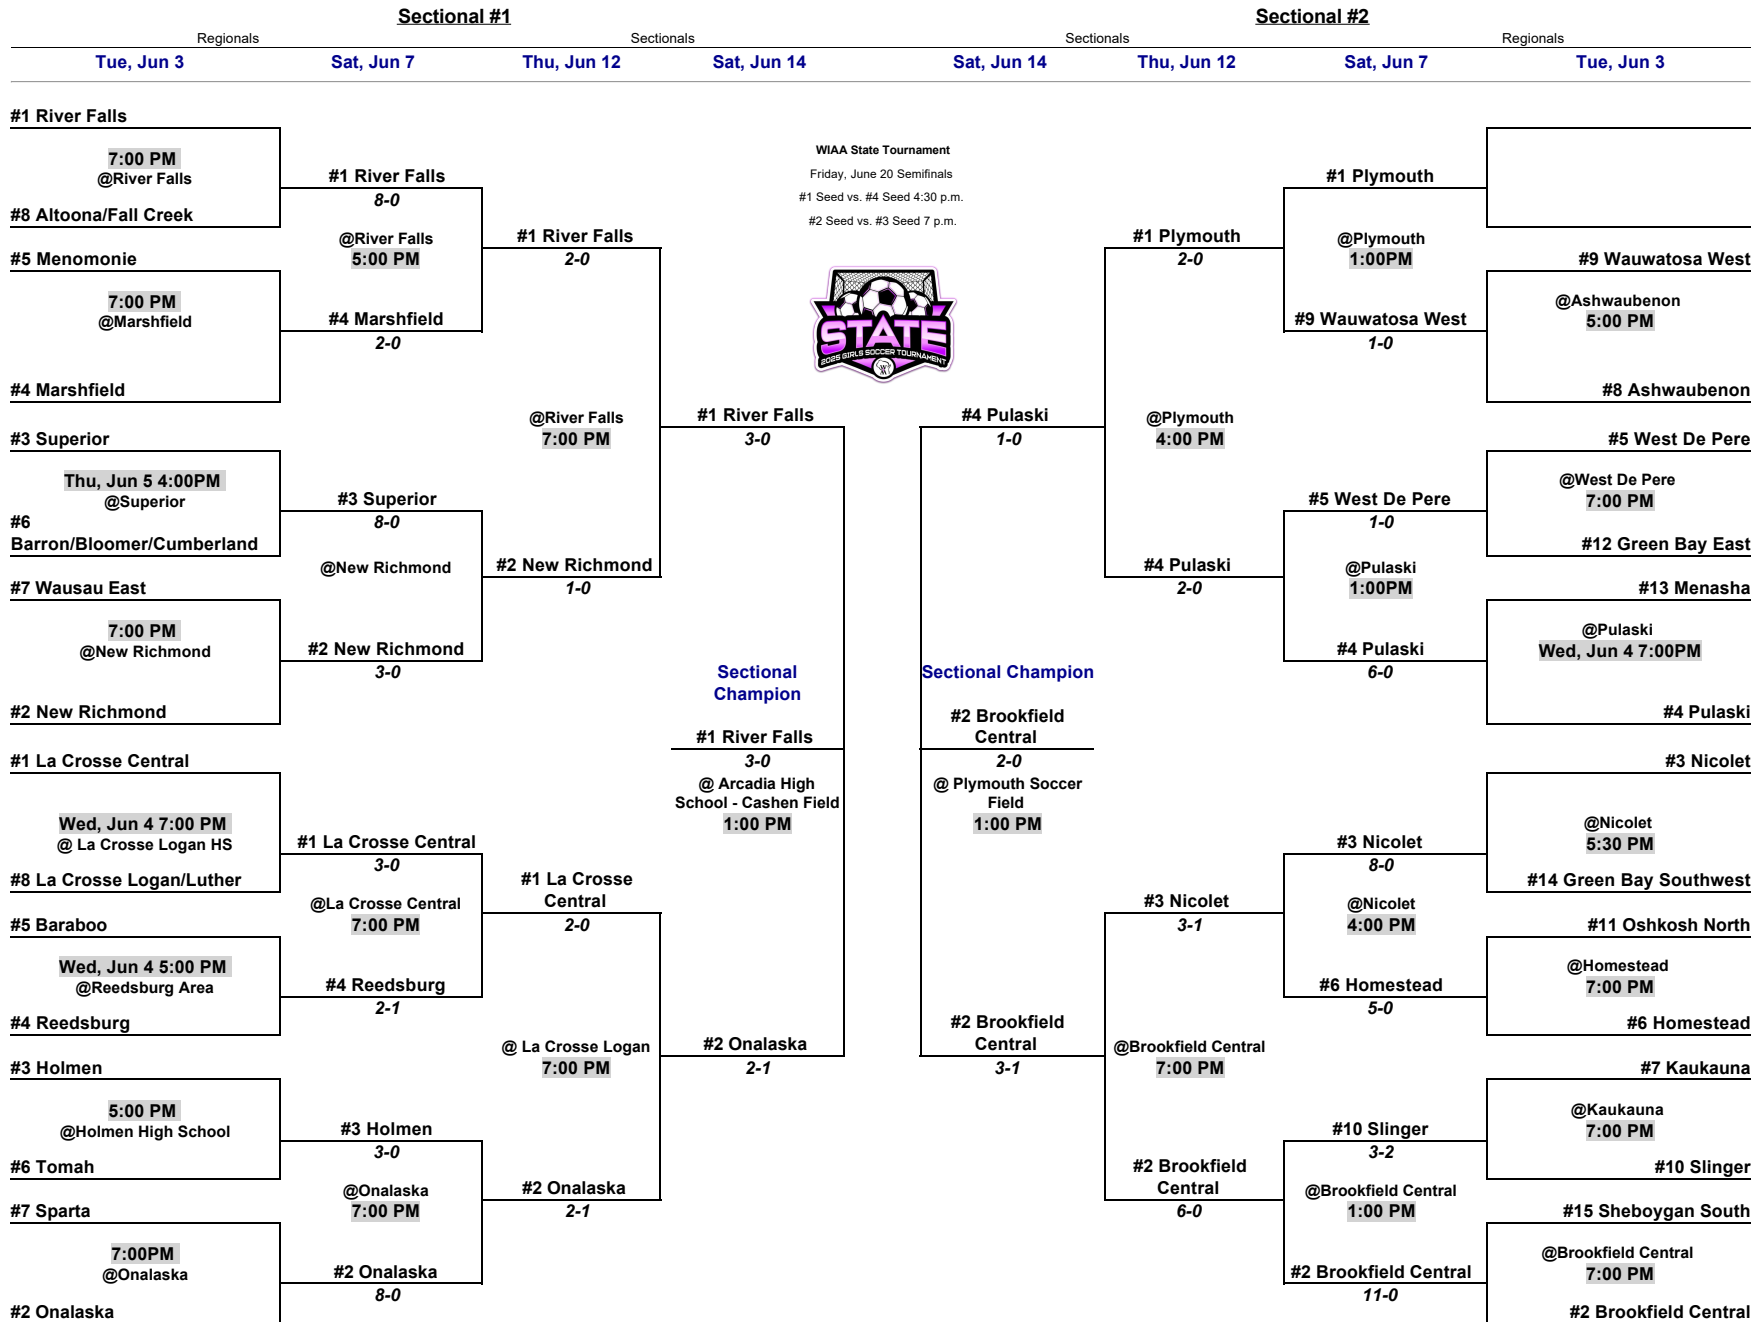 Sectional #1
Sectional #2
Regionals
Sectionals
Sectionals
Regionals
Tue, Jun 3
Sat, Jun 7
Thu, Jun 12
Sat, Jun 14
Sat, Jun 14
Thu, Jun 12
Sat, Jun 7
Tue, Jun 3
#1 River Falls
7:00 PM
@River Falls
#8 Altoona/Fall Creek
#5 Menomonie
7:00 PM
@Marshfield
#4 Marshfield
#3 Superior
Thu, Jun 5 4:00PM
@Superior
#6
Barron/Bloomer/Cumberland
#7 Wausau East
7:00 PM
@New Richmond
#2 New Richmond
#1 La Crosse Central
Wed, Jun 4 7:00 PM
@ La Crosse Logan HS
#8 La Crosse Logan/Luther
#5 Baraboo
Wed, Jun 4 5:00 PM
@Reedsburg Area
#4 Reedsburg
#3 Holmen
5:00 PM
@Holmen High School
#6 Tomah
#7 Sparta
7:00PM
@Onalaska
#2 Onalaska
#1 River Falls
8-0
@River Falls
5:00 PM
#4 Marshfield
2-0
#3 Superior
8-0
@New Richmond
#2 New Richmond
3-0
#1 La Crosse Central
3-0
@La Crosse Central
7:00 PM
#4 Reedsburg
2-1
#3 Holmen
3-0
@Onalaska
7:00 PM
#2 Onalaska
8-0
#1 River Falls
2-0
@River Falls
7:00 PM
#2 New Richmond
1-0
#1 La Crosse
Central
2-0
@ La Crosse Logan
7:00 PM
#2 Onalaska
2-1
#1 River Falls
3-0
Sectional
Champion
#1 River Falls
3-0
@ Arcadia High
School - Cashen Field
1:00 PM
#2 Onalaska
2-1
WIAA State Tournament
Friday, June 20 Semifinals
#1 Seed vs. #4 Seed 4:30 p.m.
#2 Seed vs. #3 Seed 7 p.m.
STATE
2025 GIRLS SOCCER TOURNAMENT
#4 Pulaski
1-0
Sectional Champion
#2 Brookfield
Central
2-0
@ Plymouth Soccer
Field
1:00 PM
#2 Brookfield
Central
3-1
#1 Plymouth
2-0
@Plymouth
4:00 PM
#4 Pulaski
2-0
#3 Nicolet
3-1
@Brookfield Central
7:00 PM
#2 Brookfield
Central
6-0
#1 Plymouth
@Plymouth
1:00PM
#9 Wauwatosa West
1-0
#5 West De Pere
1-0
@Pulaski
1:00PM
#4 Pulaski
6-0
#3 Nicolet
8-0
@Nicolet
4:00 PM
#6 Homestead
5-0
#10 Slinger
3-2
@Brookfield Central
1:00 PM
#2 Brookfield Central
11-0
#9 Wauwatosa West
@Ashwaubenon
5:00 PM
#8 Ashwaubenon
#5 West De Pere
@West De Pere
7:00 PM
#12 Green Bay East
#13 Menasha
@Pulaski
Wed, Jun 4 7:00PM
#4 Pulaski
#3 Nicolet
@Nicolet
5:30 PM
#14 Green Bay Southwest
#11 Oshkosh North
@Homestead
7:00 PM
#6 Homestead
#7 Kaukauna
@Kaukauna
7:00 PM
#10 Slinger
#15 Sheboygan South
@Brookfield Central
7:00 PM
#2 Brookfield Central